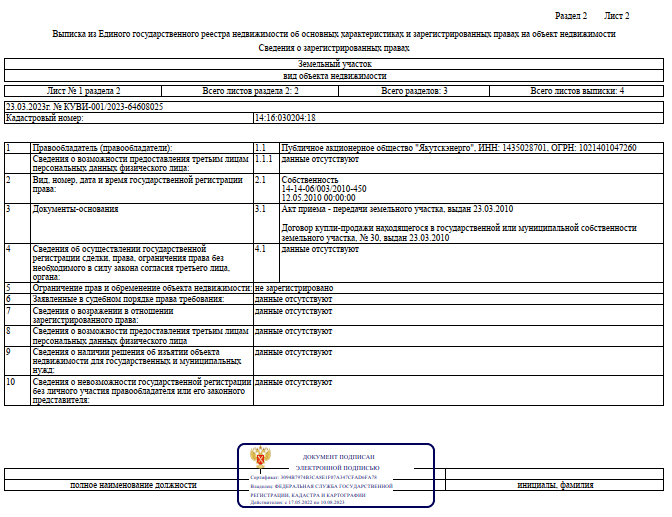 Раздел 2 Лист 2
Выписка из Единого государственного реестра недвижимости об основных характеристиках и зарегистрированных правах на объект недвижимости
Сведения о зарегистрированных правах
Земельный участок
вид объекта недвижимости
Лист № 1 раздела 2 Всего листов раздела 2: 2 Всего разделов: 3 Всего листов выписки: 4
23.03.2023г. № КУВИ-001/2023-64608025
Кадастровый номер: 14:16:030204:18
1 Правообладатель (правообладатели): 1.1 Публичное акционерное общество "Якутскэнерго", ИНН: 1435028701, ОГРН: 1021401047260
Сведения о возможности предоставления третьим лицам 1.1.1 данные отсутствуют
персональных данных физического лица:
2 Вид, номер, дата и время государственной регистрации 2.1 Собственность
права: 14-14-06/003/2010-450
12.05.2010 00:00:00
3 Документы-основания 3.1 Акт приема - передачи земельного участка, выдан 23.03.2010
Договор купли-продажи находящегося в государственной или муниципальной собственности
земельного участка, № 30, выдан 23.03.2010
4 Сведения об осуществлении государственной 4.1 данные отсутствуют
регистрации сделки, права, ограничения права без
необходимого в силу закона согласия третьего лица,
органа:
5 Ограничение прав и обременение объекта недвижимости: не зарегистрировано
6 Заявленные в судебном порядке права требования: данные отсутствуют
7 Сведения о возражении в отношении данные отсутствуют
зарегистрированного права:
8 Сведения о возможности предоставления третьим лицам данные отсутствуют
персональных данных физического лица
9 Сведения о наличии решения об изъятии объекта данные отсутствуют
недвижимости для государственных и муниципальных
нужд:
10 Сведения о невозможности государственной регистрации данные отсутствуют
без личного участия правообладателя или его законного
представителя:
ДОКУМЕНТ ПОДПИСАН
ЭЛЕКТРОННОЙ ПОДПИСЬЮ
Сертификат:
Владелец: ФЕДЕРАЛЬНАЯ СЛУЖБА ГОСУДАРСТВЕННОЙ
РЕГИСТРАЦИИ, КАДАСТРА И КАРТОГРАФИИ
Действителен: с 17.05.2022 по 10.08.2023
полное наименование должности инициалы, фамилия